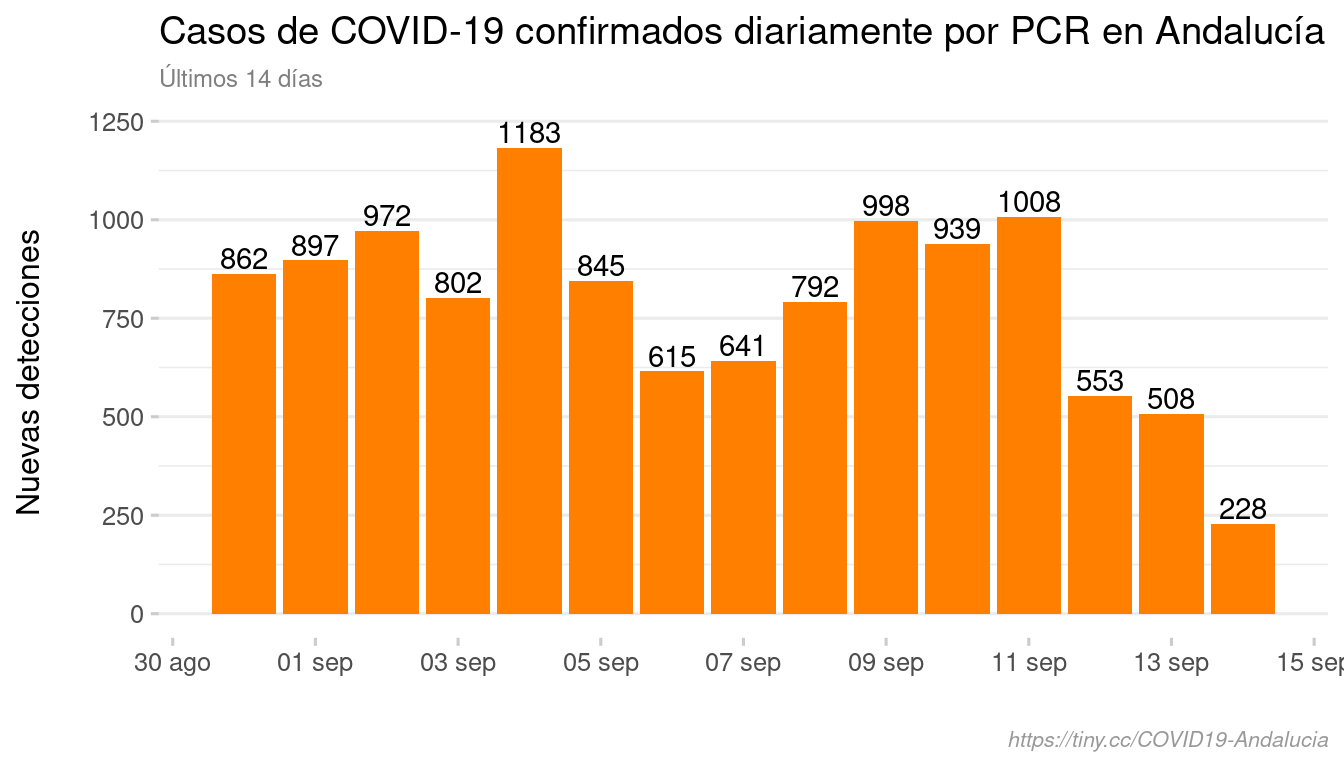 Casos de COVID-19 confirmados diariamente por PCR en Andalucía
Últimos 14 días
Nuevas detecciones
1250
1000
750
500
250
0
862
897
972
802
1183
845
615
641
792
998
939
1008
553
508
228
30 ago
01 sep
03 sep
05 sep
07 sep
09 sep
11 sep
13 sep
15 sep
https://tiny.cc/COVID19-Andalucia